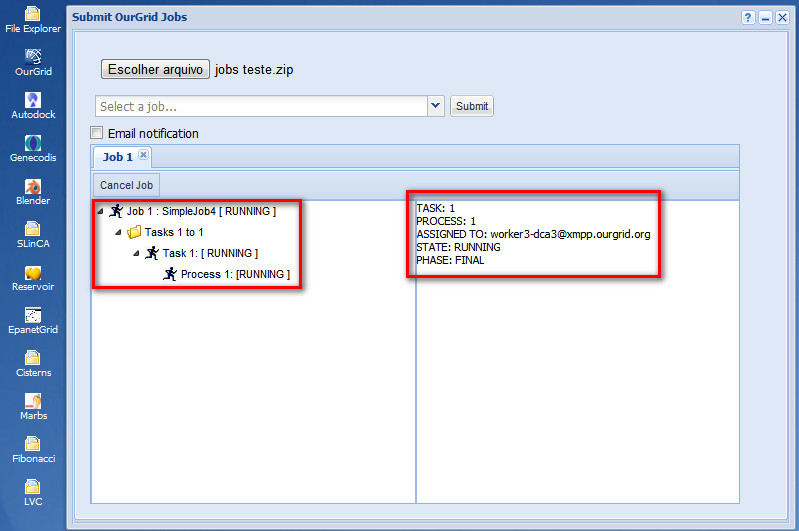 File Explorer
OurGrid
Autodock
Genecodis
Blender
SLinCA
Reservoir
EpanetGrid
Cisterns
Marbs
Fibonacci
LVC
Submit OurGrid Jobs
Escolher arquivo jobs teste.zip
Select a job... Submit
Email notification
Job 1
Cancel Job
Job 1 : SimpleJob4 [ RUNNING ]
Tasks 1 to 1
Task 1: [ RUNNING ]
Process 1: [RUNNING ]
TASK: 1
PROCESS: 1
ASSIGNED TO: worker3-dca3@xmpp.ourgrid.org
STATE: RUNNING
PHASE: FINAL